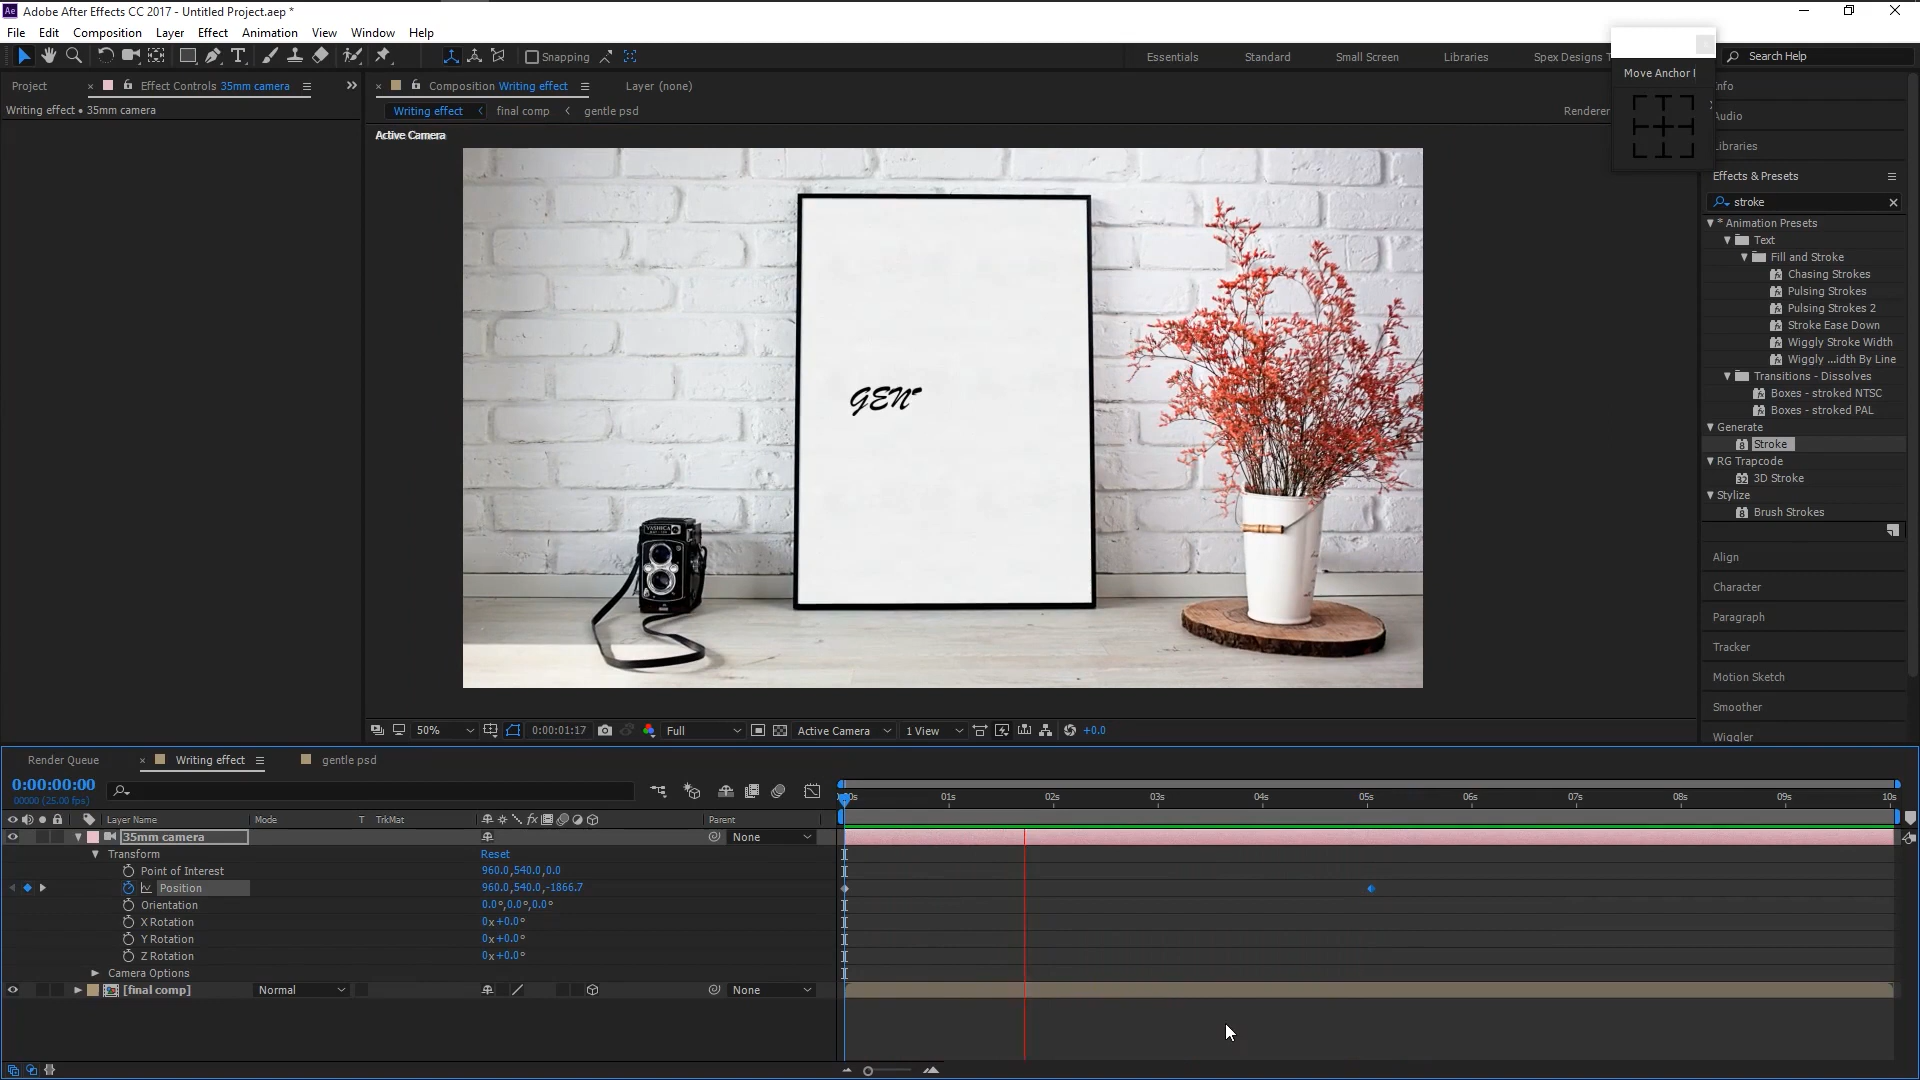 Adobe After Effects CC 2017 - Untitled Project.aep *
File Edit Composition Layer Effect Animation View Window Help
Snapping
Essentials Standard Small Screen Libraries Spex Designs
Search Help
Move Anchor
Project Effect Controls 35mm camera
Writing effect • 35mm camera
Composition Writing effect Layer (none)
Writing effect final comp gentle psd
Renderer
Active Camera
YASHICA
GEN
50% 0:00:01:17 Full Active Camera 1 View +0.0
nfo
Audio
Libraries
Effects & Presets
stroke
* Animation Presets
Text
Fill and Stroke
Chasing Strokes
Pulsing Strokes
Pulsing Strokes 2
Stroke Ease Down
Wiggly Stroke Width
Wiggly ...idth By Line
Transitions - Dissolves
Boxes - stroked NTSC
Boxes - stroked PAL
Generate
Stroke
RG Trapcode
3D Stroke
Stylize
Brush Strokes
Align
Character
Paragraph
Tracker
Motion Sketch
Smoother
Wiggler
Render Queue Writing effect gentle psd
0:00:00:00
00000 (25.00 fps)
Layer Name Mode T TrkMat fx Parent
01s 02s 03s 04s 05s 06s 07s 08s 09s 10s
35mm camera None
Transform Reset
Point of Interest 960.0,540.0,0.0
Position 960.0,540.0,-1866.7
Orientation 0.0°,0.0°,0.0°
X Rotation 0x+0.0°
Y Rotation 0x+0.0°
Z Rotation 0x+0.0°
Camera Options
[final comp] Normal None